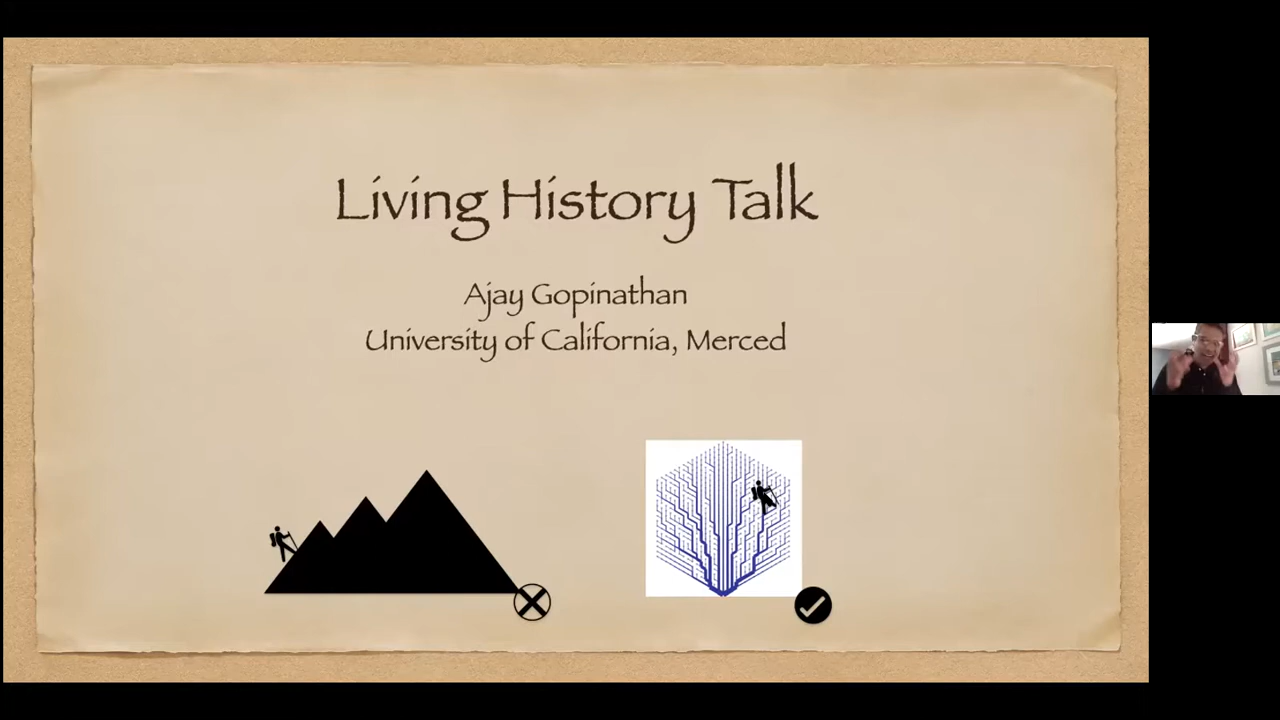 Living History Talk
Ajay Gopinathan
University of California, Merced